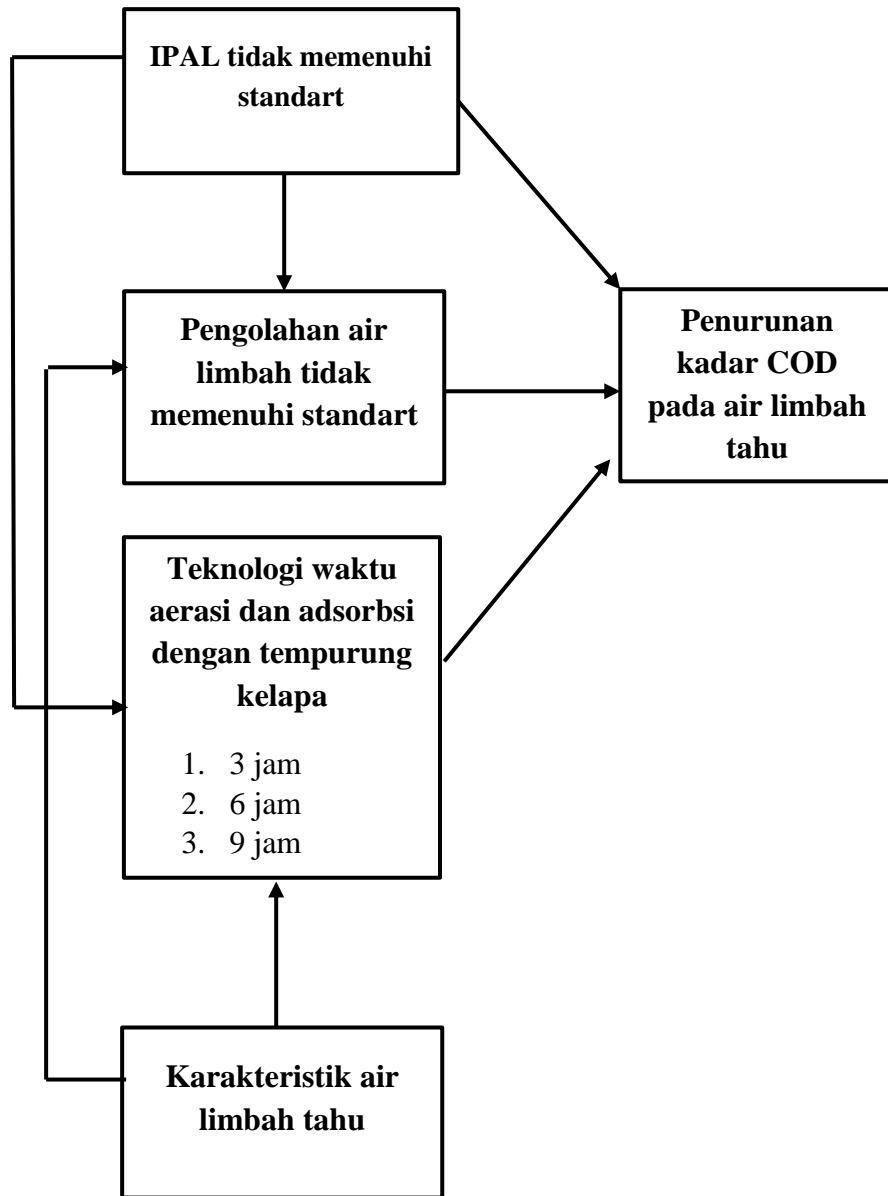 IPAL tidak memenuhi
standart
Pengolahan air
limbah tidak
memenuhi standart
Penurunan
kadar COD
pada air limbah
tahu
Teknologi waktu
aerasi dan adsorbsi
dengan tempurung
kelapa
1. 3 jam
2. 6 jam
3. 9 jam
Karakteristik air
limbah tahu